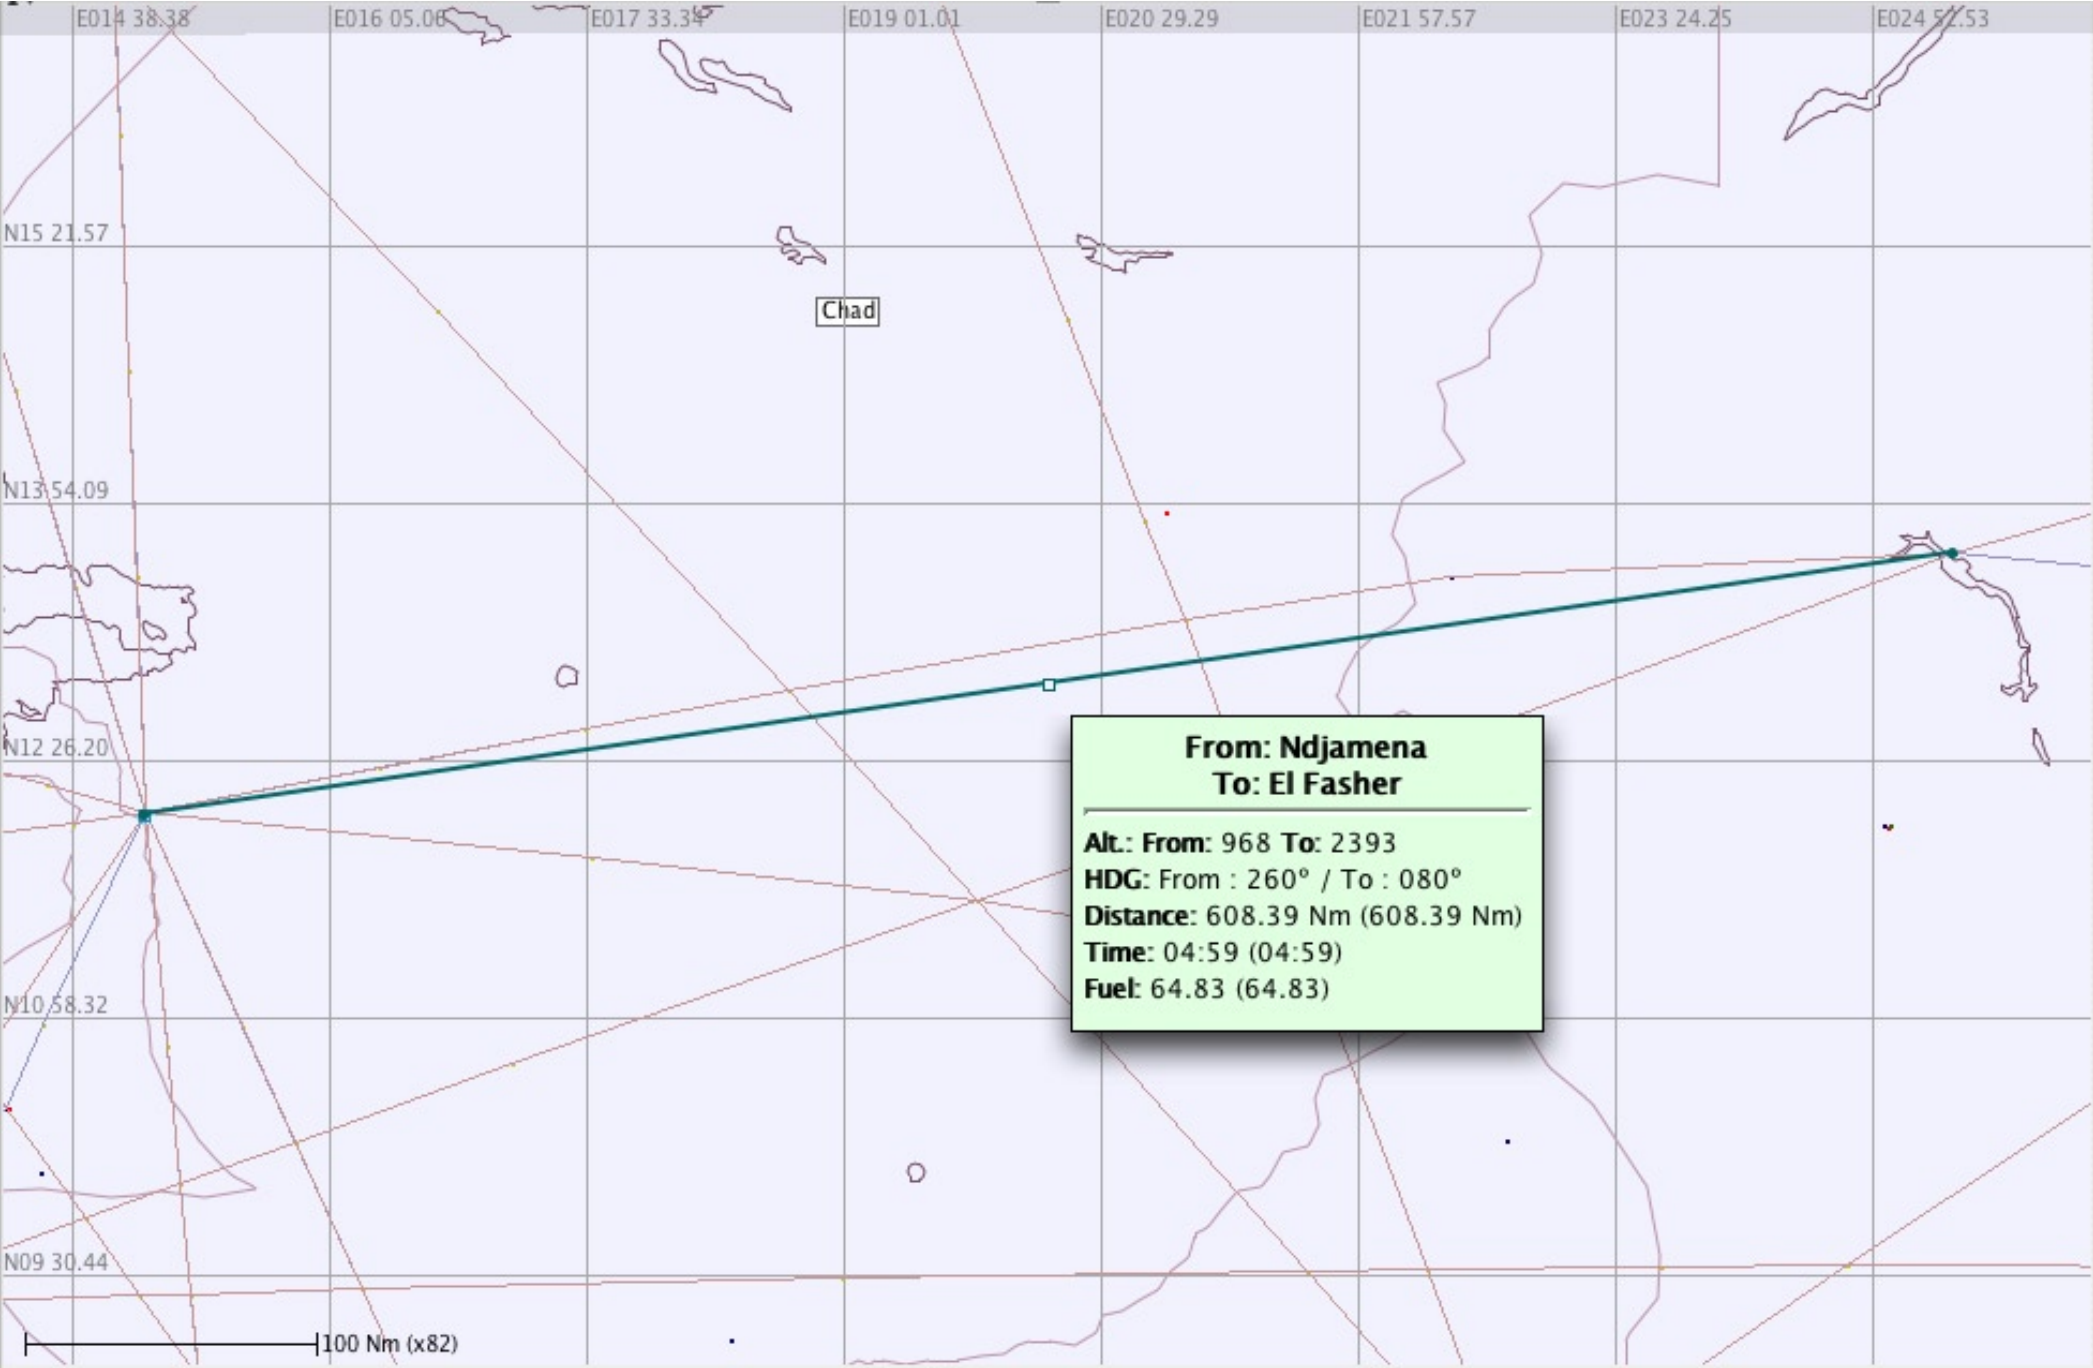 E014 38.38 E016 05.06 E017 33.34 E019 01.01 E020 29.29 E021 57.57 E023 24.25 E024 52.53
N15 21.57
Chad
N13 54.09
N12 26.20
From: Ndjamena
To: El Fasher
Alt.: From: 968 To: 2393
HDG: From : 260° / To : 080°
Distance: 608.39 Nm (608.39 Nm)
Time: 04:59 (04:59)
Fuel: 64.83 (64.83)
N10 58.32
N09 30.44
100 Nm (x82)